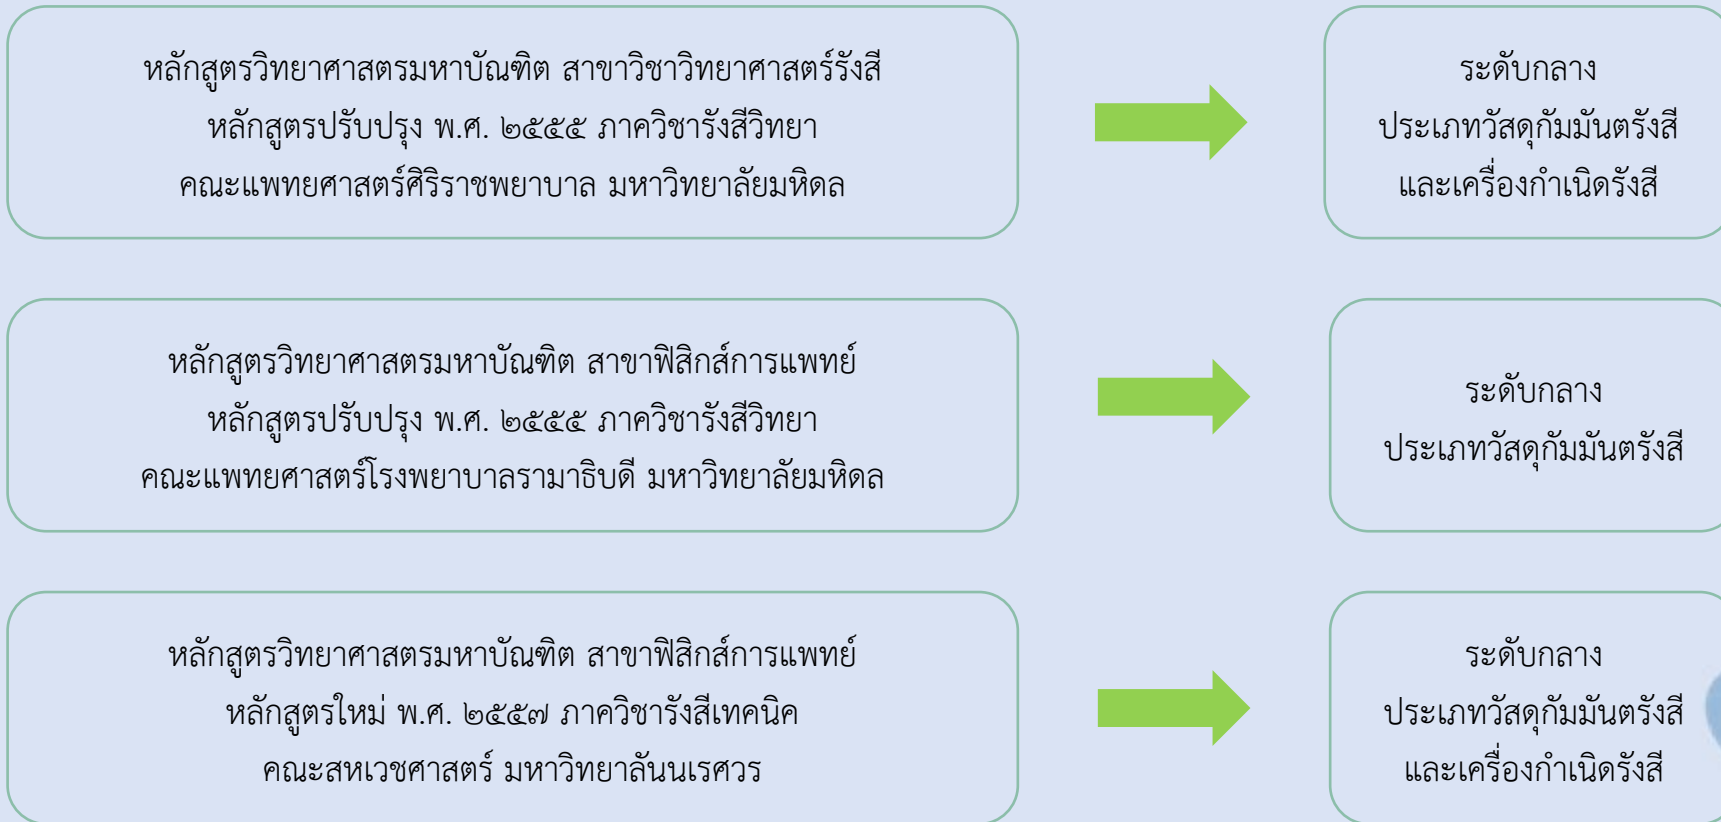 หลักสูตรวิทยาศาสตรมหาบัณฑิต สาขาวิชาวิทยาศาสตร์รังสี
หลักสูตรปรับปรุง พ.ศ. ๒๕๕๕ ภาควิชารังสีวิทยา
คณะแพทยศาสตร์ศิริราชพยาบาล มหาวิทยาลัยมหิดล
ระดับกลาง
ประเภทวัสดุกัมมันตรังสี
และเครื่องกำเนิดรังสี
หลักสูตรวิทยาศาสตรมหาบัณฑิต สาขาฟิสิกส์การแพทย์
หลักสูตรปรับปรุง พ.ศ. ๒๕๕๕ ภาควิชารังสีวิทยา
คณะแพทยศาสตร์โรงพยาบาลรามาธิบดี มหาวิทยาลัยมหิดล
ระดับกลาง
ประเภทวัสดุกัมมันตรังสี
หลักสูตรวิทยาศาสตรมหาบัณฑิต สาขาฟิสิกส์การแพทย์
หลักสูตรใหม่ พ.ศ. ๒๕๕๗ ภาควิชารังสีเทคนิค
คณะสหเวชศาสตร์ มหาวิทยาลันนเรศวร
ระดับกลาง
ประเภทวัสดุกัมมันตรังสี
และเครื่องกำเนิดรังสี